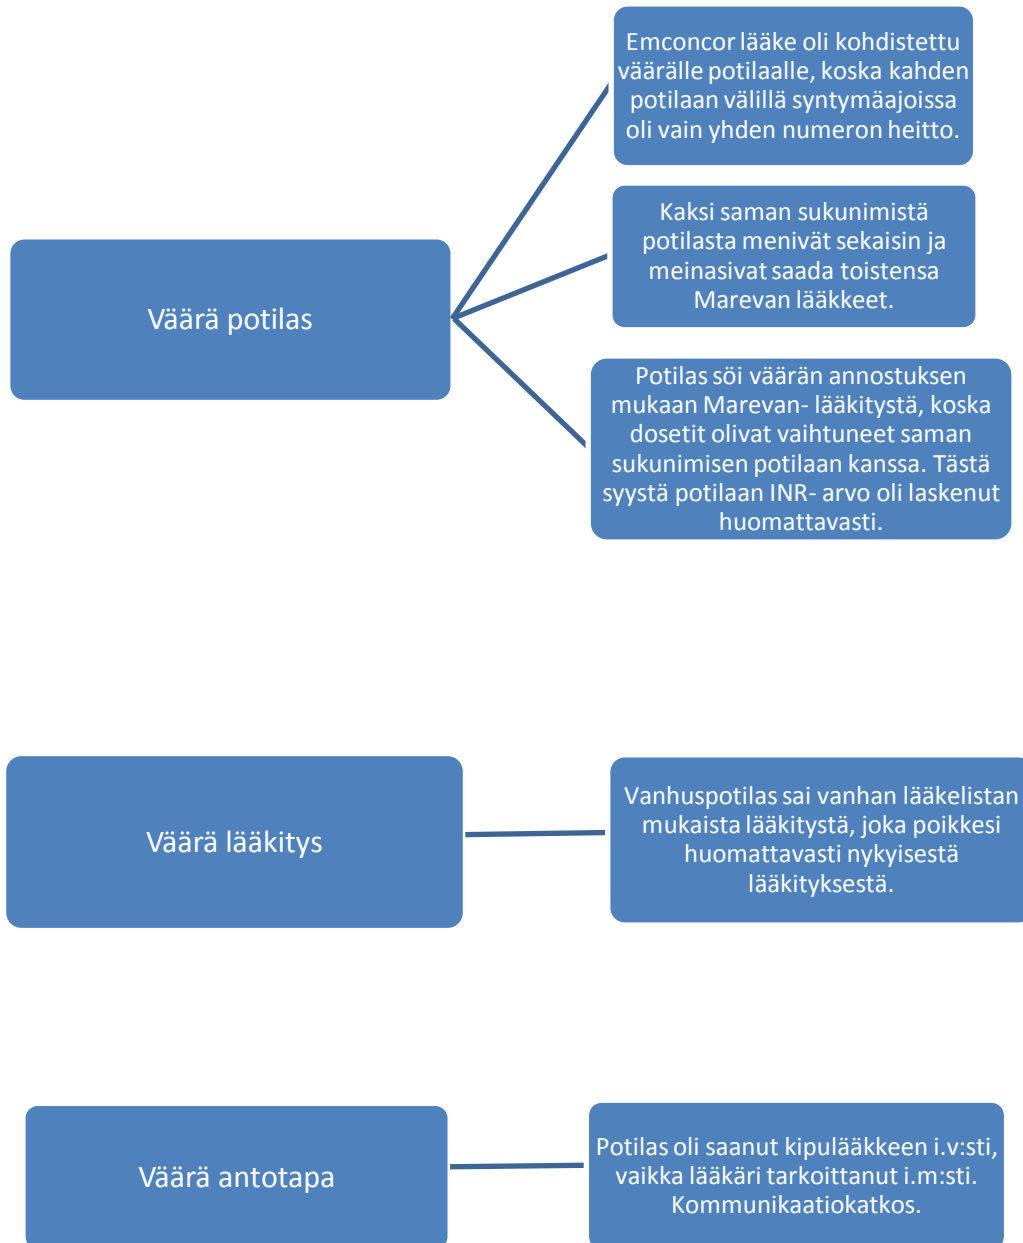 Emconcor lääke oli kohdistettu
väärälle potilaalle, koska kahden
potilaan välillä syntymäajoissa
oli vain yhden numeron heitto.
Kaksi saman sukunimistä
potilasta menivät sekaisin ja
meinasivat saada toistensa
Marevan lääkkeet.
Väärä potilas
Potilas söi väärän annostuksen
mukaan Marevan- lääkitystä, koska
dosetit olivat vaihtuneet saman
sukunimisen potilaan kanssa. Tästä
syystä potilaan INR- arvo oli laskenut
huomattavasti.
Väärä lääkitys
Vanhuspotilas sai vanhan lääkelistan
mukaista lääkitystä, joka poikkesi
huomattavasti nykyisestä
lääkityksestä.
Väärä antotapa
Potilas oli saanut kipulääkkeen i.v:sti,
vaikka lääkäri tarkoittanut i.m:sti.
Kommunikaatiokatkos.